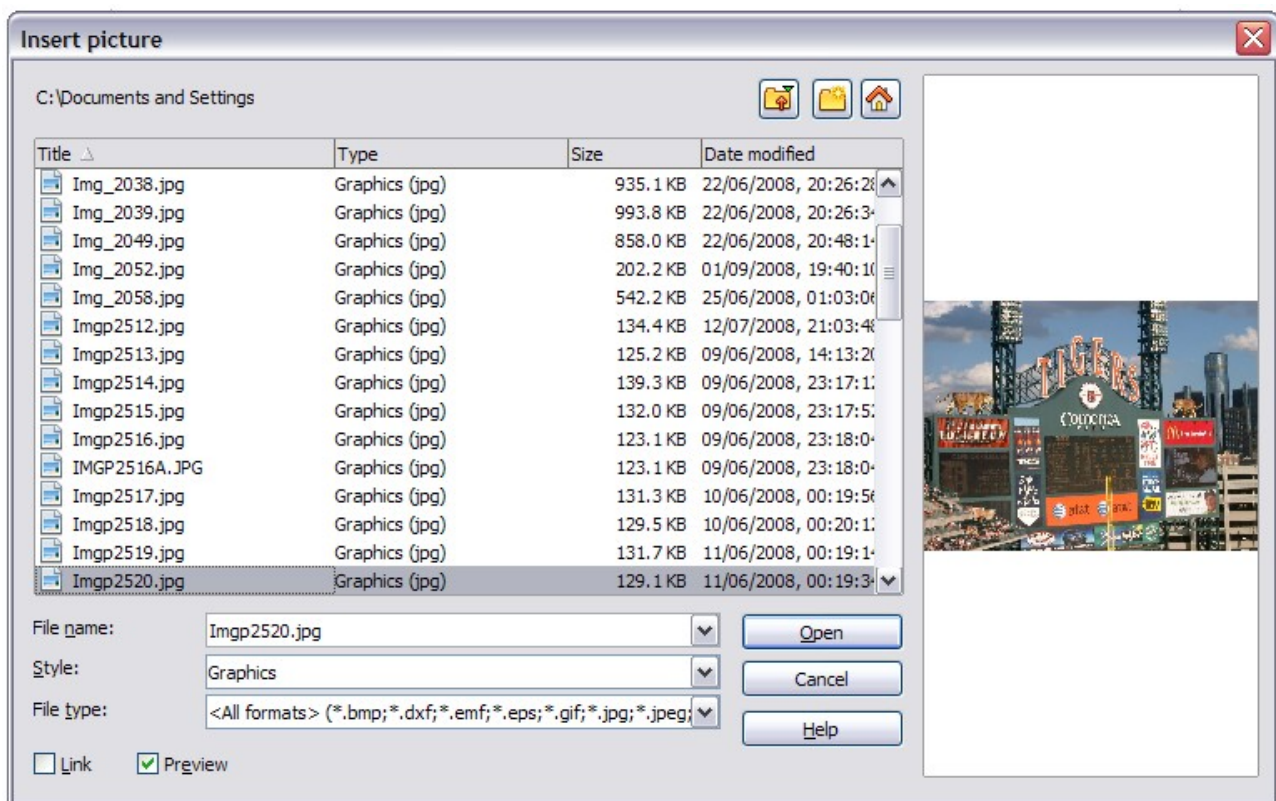 Insert picture
C:\Documents and Settings
Title Type Size Date modified
Img_2038.jpg Graphics (jpg) 935.1 KB 22/06/2008, 20:26:28
Img_2039.jpg Graphics (jpg) 993.8 KB 22/06/2008, 20:26:3
Img_2049.jpg Graphics (jpg) 858.0 KB 22/06/2008, 20:48:1
Img_2052.jpg Graphics (jpg) 202.2 KB 01/09/2008, 19:40:1
Img_2058.jpg Graphics (jpg) 542.2 KB 25/06/2008, 01:03:0
Imgp2512.jpg Graphics (jpg) 134.4 KB 12/07/2008, 21:03:48
Imgp2513.jpg Graphics (jpg) 125.2 KB 09/06/2008, 14:13:20
Imgp2514.jpg Graphics (jpg) 139.3 KB 09/06/2008, 23:17:1
Imgp2515.jpg Graphics (jpg) 132.0 KB 09/06/2008, 23:17:5
Imgp2516.jpg Graphics (jpg) 123.1 KB 09/06/2008, 23:18:0
IMGP2516A.JPG Graphics (jpg) 123.1 KB 09/06/2008, 23:18:0
Imgp2517.jpg Graphics (jpg) 131.3 KB 10/06/2008, 00:19:56
Imgp2518.jpg Graphics (jpg) 129.5 KB 10/06/2008, 00:20:1
Imgp2519.jpg Graphics (jpg) 131.7 KB 11/06/2008, 00:19:1
Imgp2520.jpg Graphics (jpg) 129.1 KB 11/06/2008, 00:19:3
TIGERS
Comerica
at&t at&t
File name: Imgp2520.jpg Open
Style: Graphics Cancel
File type: <All formats> (*.bmp;*.dxf;*.emf;*.eps;*.gif;*.jpg;*.jpeg; Help
Link Preview